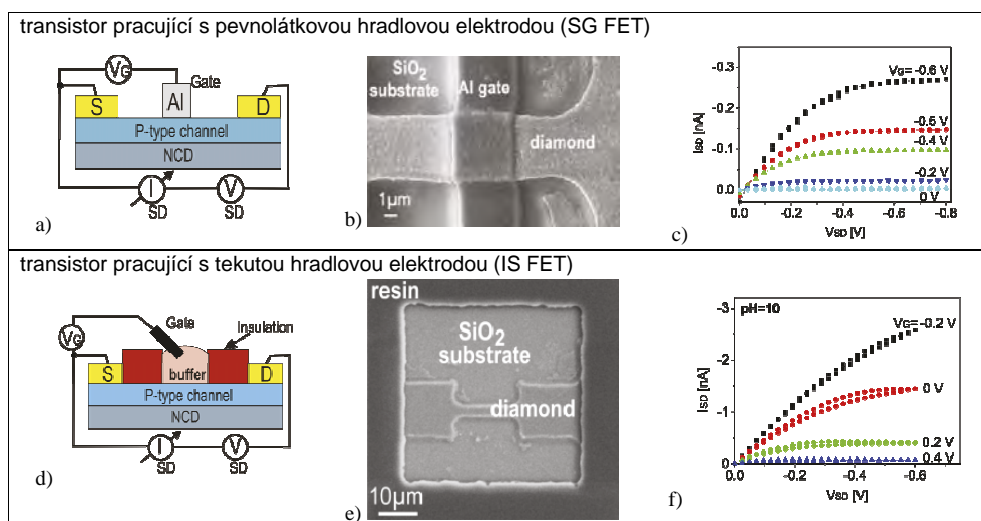 transistor pracující s pevnolátkovou hradlovou elektrodou (SG FET)
VG
Gate
S
Al
D
P-type channel
NCD
I
V
SD
SD
a)
SiO2
substrate
Al gate
diamond
1µm
b)
-0.3
-0.2
-0.1
0.0
ISD [nA]
VG= -0.6 V
-0.6 V
-0.4 V
-0.2 V
0 V
0.0
-0.2
-0.4
-0.6
-0.8
VSD [V]
c)
transistor pracující s tekutou hradlovou elektrodou (IS FET)
Gate
Insulation
VG
S
buffer
D
P-type channel
NCD
I
V
SD
SD
d)
resin
SiO2
substrate
diamond
10µm
e)
-3
-2
-1
0
ISD [nA]
pH=10
VG= -0.2 V
0 V
0.2 V
0.4 V
0.0
-0.2
-0.4
-0.6
VSD [V]
f)